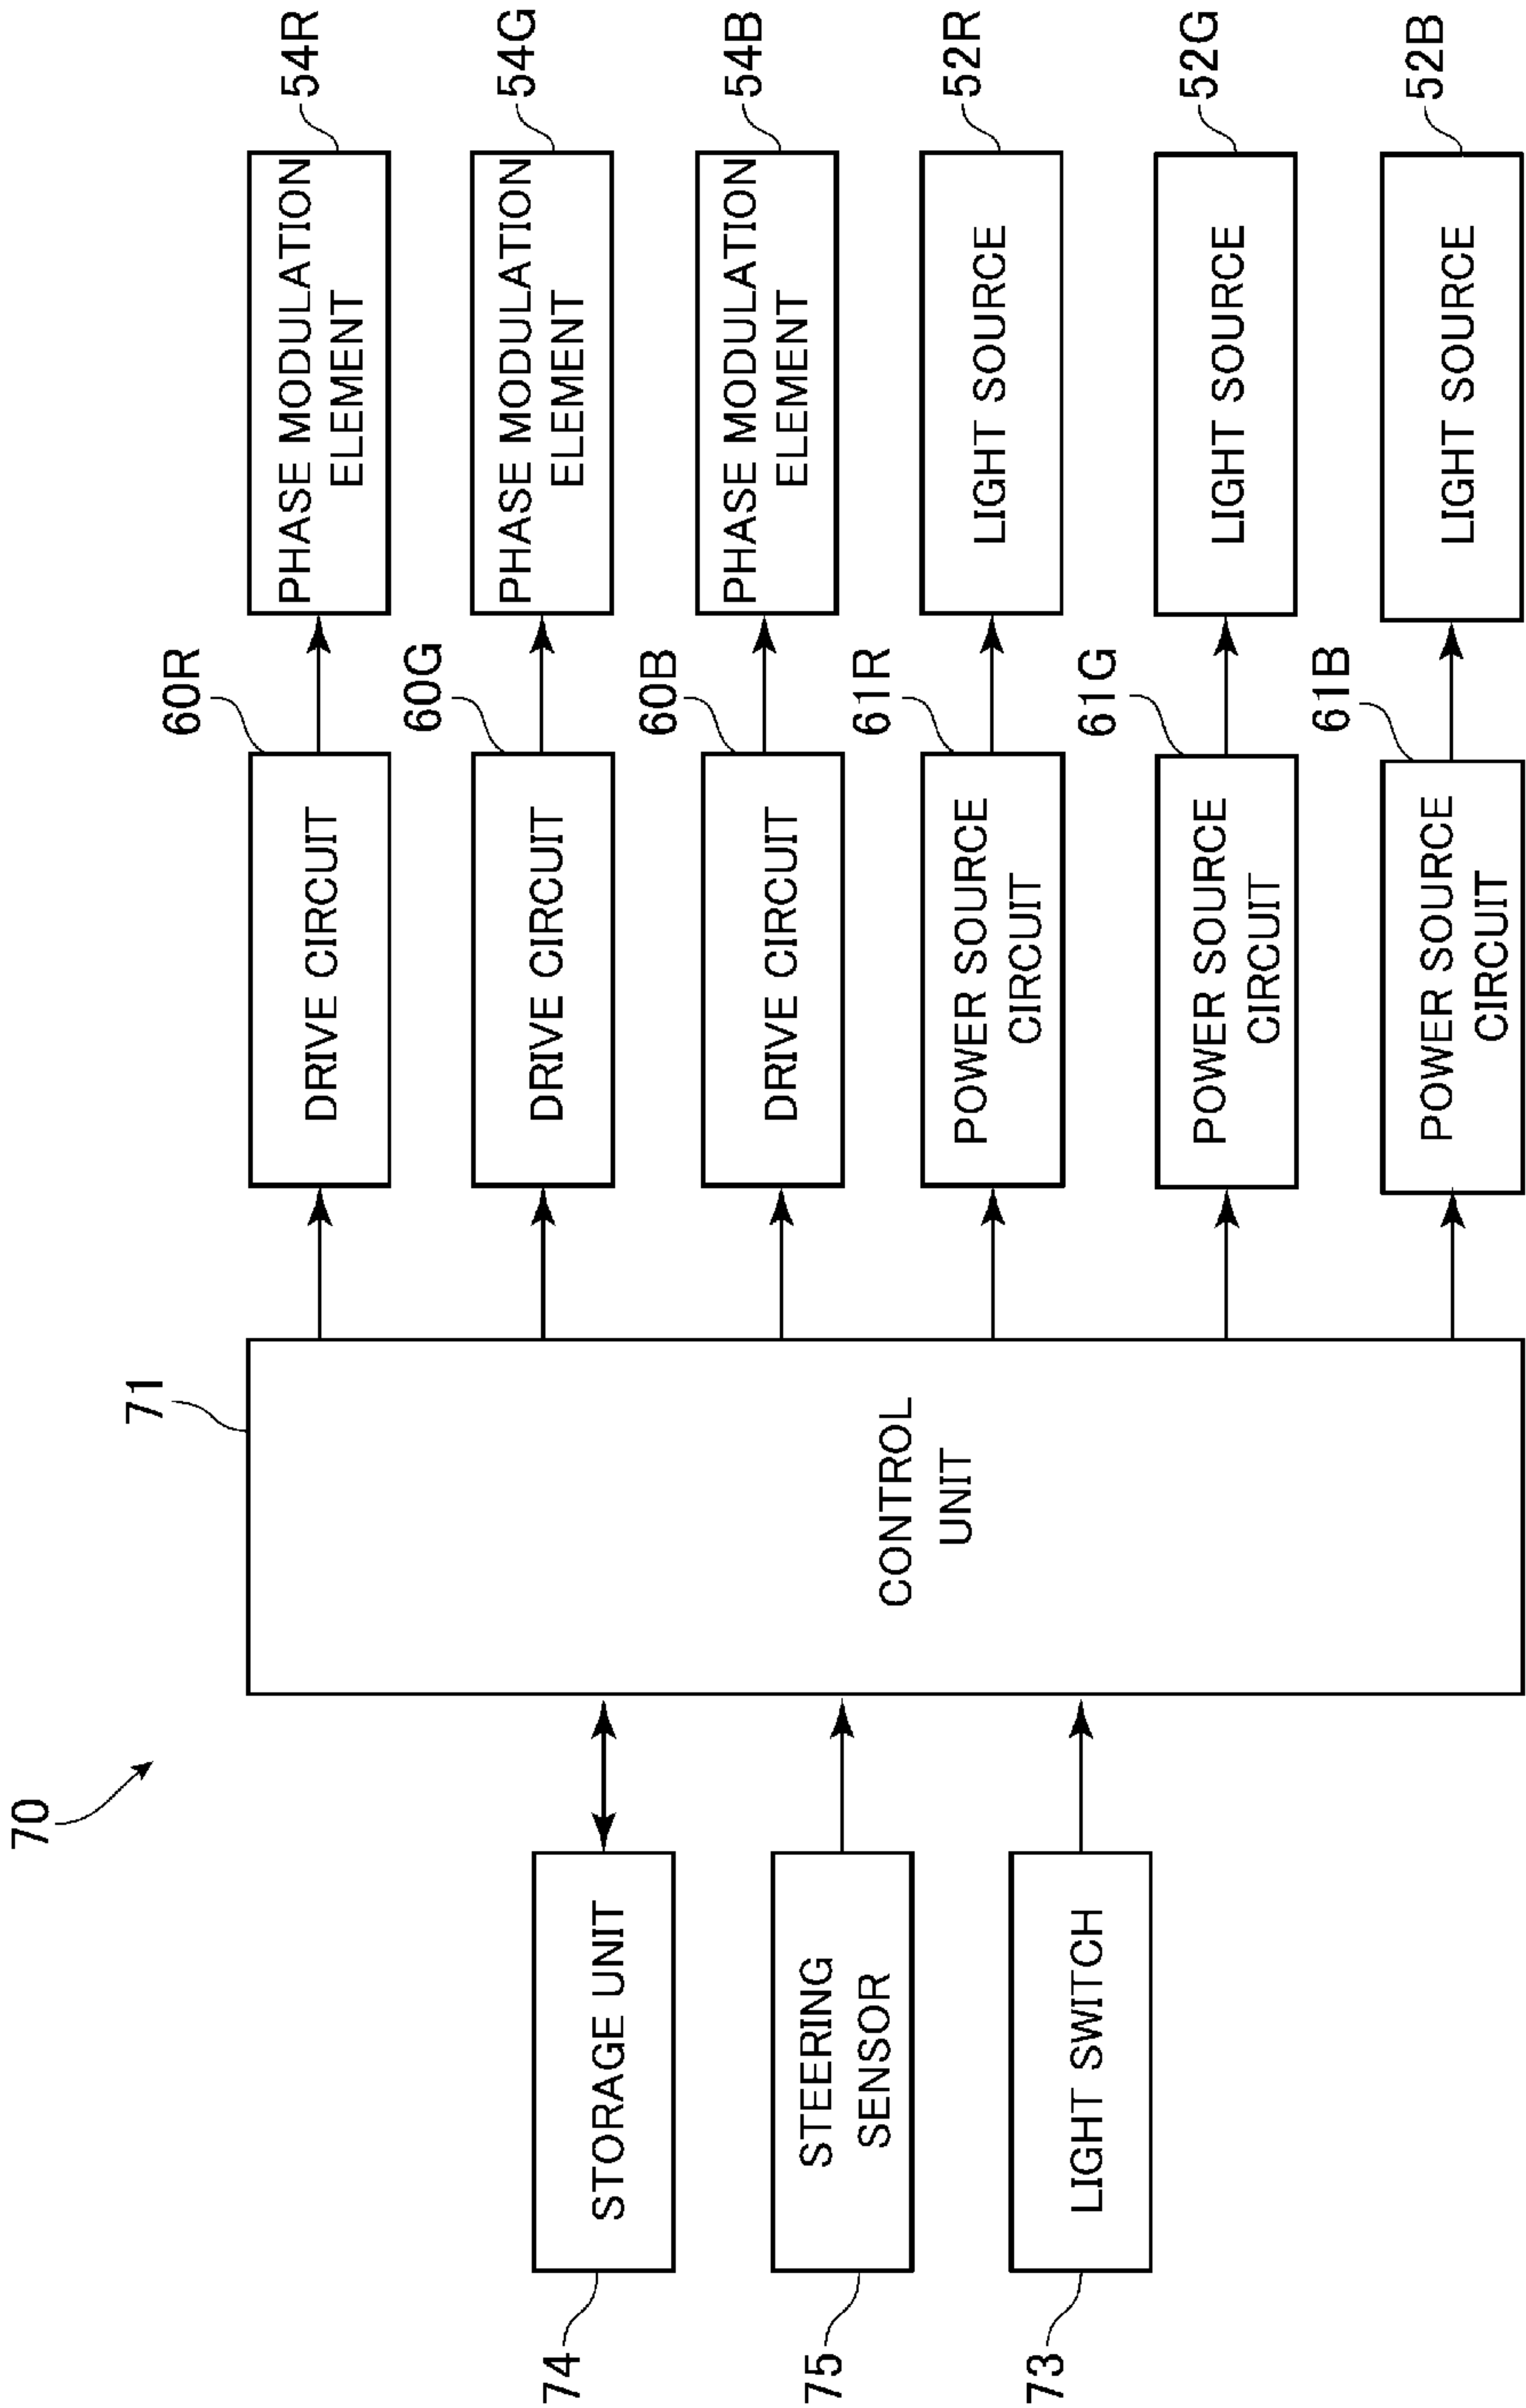 70
71
60R
54R
DRIVE CIRCUIT
PHASE MODULATION
ELEMENT
60G
54G
DRIVE CIRCUIT
PHASE MODULATION
ELEMENT
74
STORAGE UNIT
60B
54B
DRIVE CIRCUIT
PHASE MODULATION
ELEMENT
75
STEERING
SENSOR
CONTROL
UNIT
61R
52R
POWER SOURCE
CIRCUIT
LIGHT SOURCE
73
LIGHT SWITCH
61G
52G
POWER SOURCE
CIRCUIT
LIGHT SOURCE
61B
52B
POWER SOURCE
CIRCUIT
LIGHT SOURCE